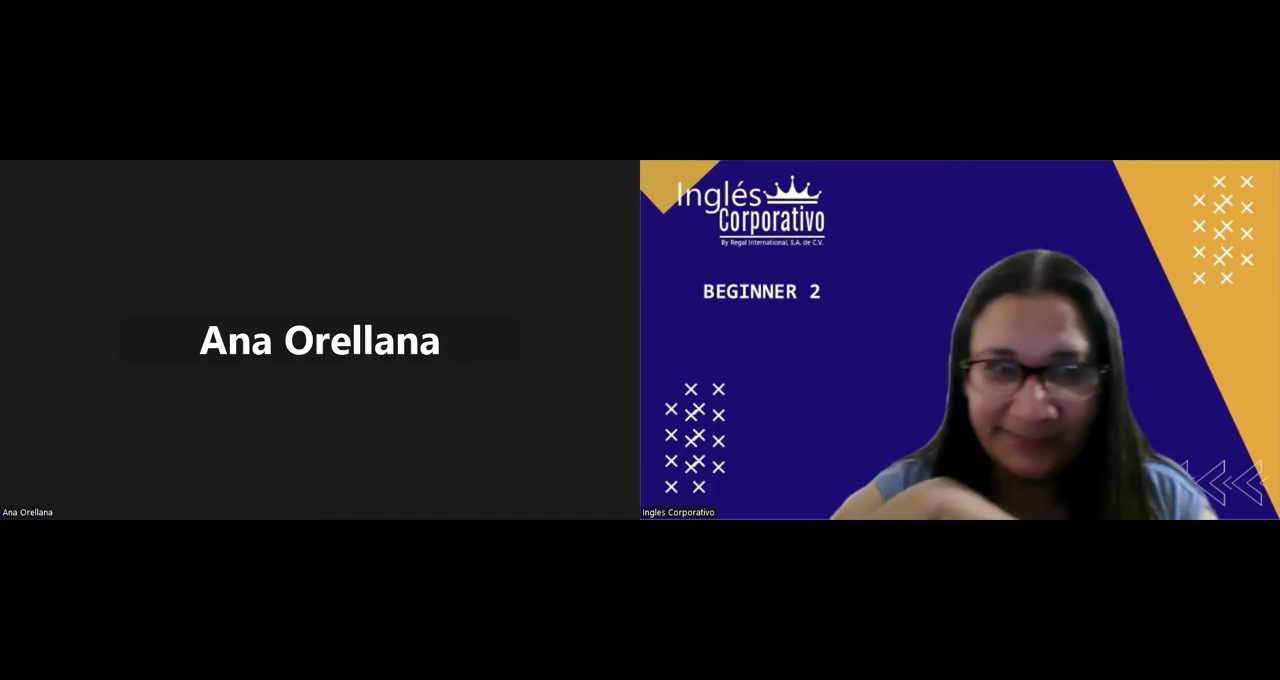 Ana Orellana
Ana Orellana
Inglés
Corporativo
By Regal International, S.A. de C.V.
BEGINNER 2
Ingles Corporativo